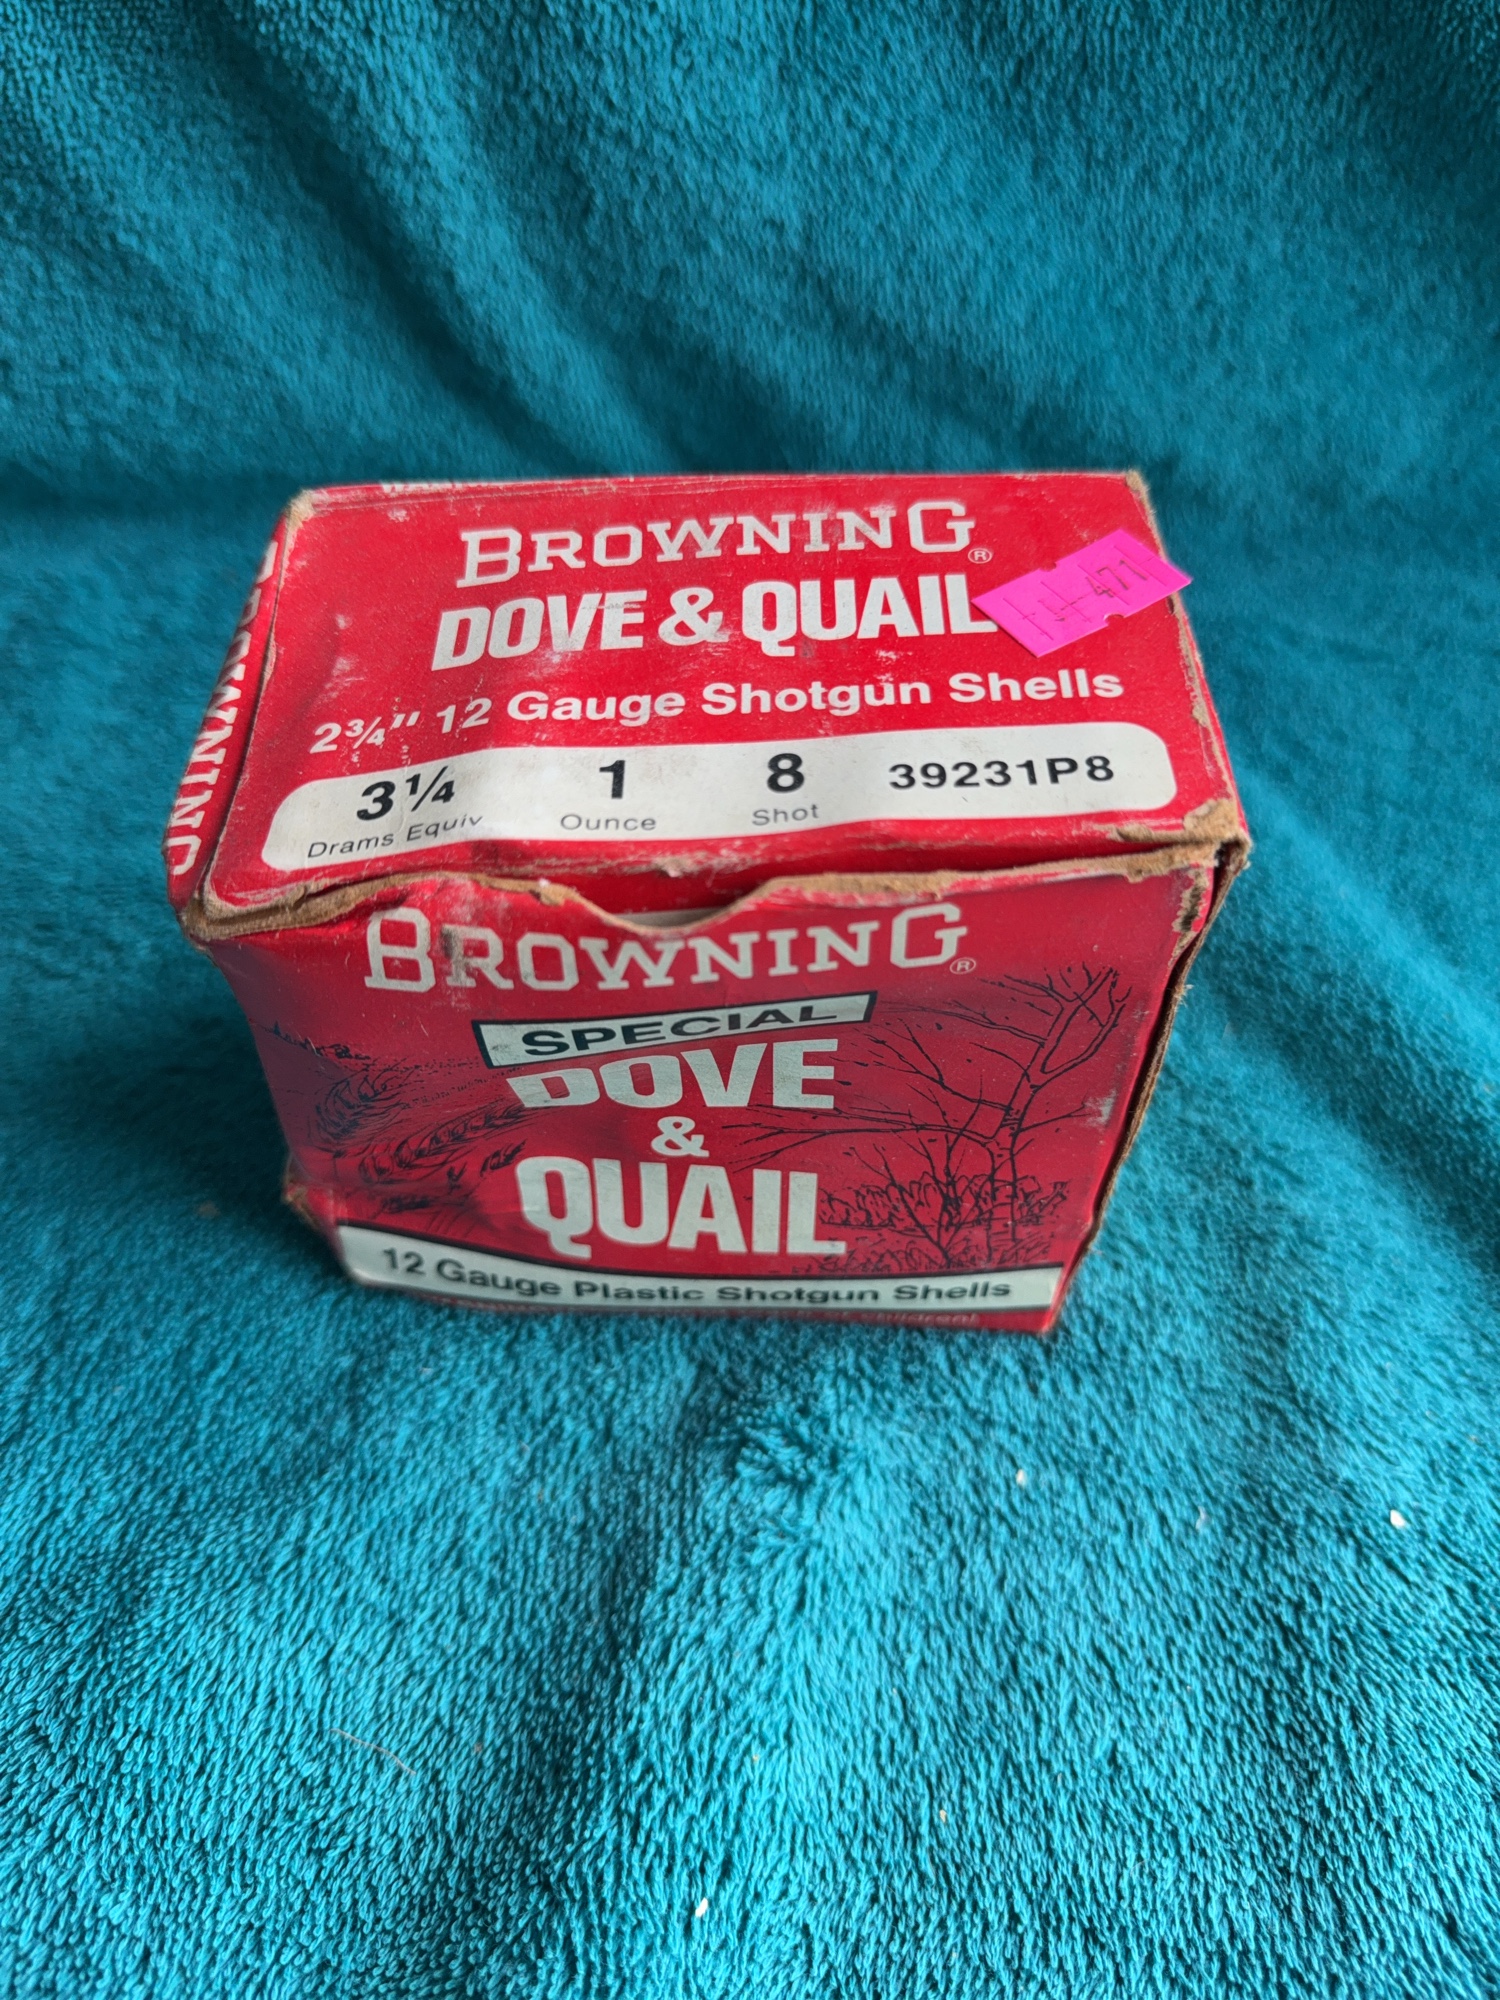 BROWNING®
DOVE & QUAIL
2¾" 12 Gauge Shotgun Shells
3¼ 1 8 39231P8
Drams Equiv Ounce Shot
BROWNING
BROWNING®
SPECIAL
DOVE
&
QUAIL
12 Gauge Plastic Shotgun Shells